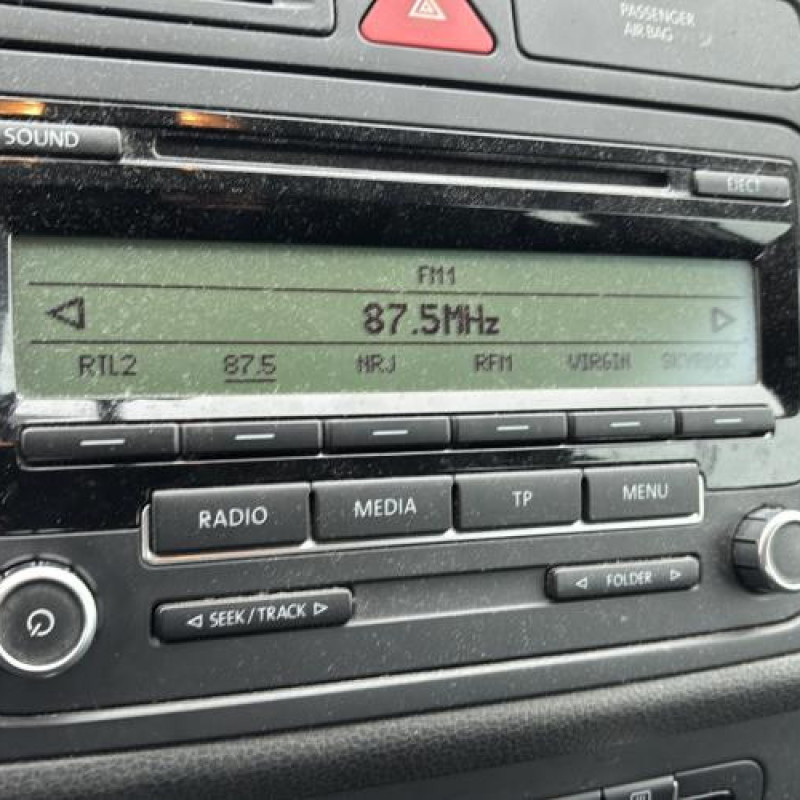 PASSENGER
AIR BAG
SOUND
EJECT
FM1
87.5MHz
RTL2 87.5 NRJ RFM VIRGIN
RADIO MEDIA TP MENU
◁ SEEK/TRACK ▷ ◁ FOLDER ▷